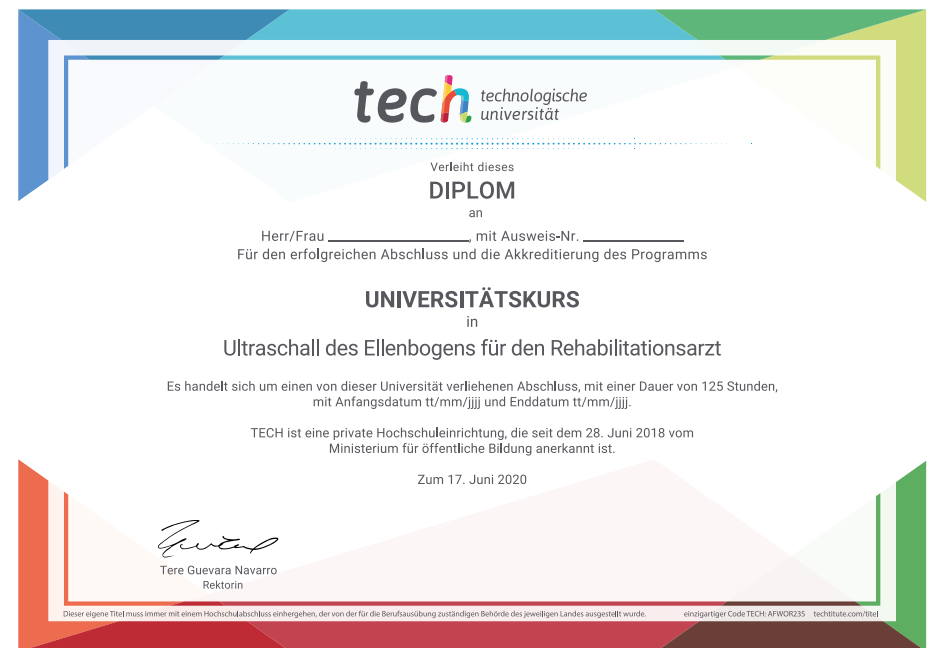 tech technologische
universität
Verleiht dieses
DIPLOM
an
Herr/Frau ____________________, mit Ausweis-Nr. ______________
Für den erfolgreichen Abschluss und die Akkreditierung des Programms
UNIVERSITÄTSKURS
in
Ultraschall des Ellenbogens für den Rehabilitationsarzt
Es handelt sich um einen von dieser Universität verliehenen Abschluss, mit einer Dauer von 125 Stunden,
mit Anfangsdatum tt/mm/jjjj und Enddatum tt/mm/jjjj.
TECH ist eine private Hochschuleinrichtung, die seit dem 28. Juni 2018 vom
Ministerium für öffentliche Bildung anerkannt ist.
Zum 17. Juni 2020
Tere Guevara Navarro
Rektorin
Dieser eigene Titel muss immer mit einem Hochschulabschluss einhergehen, der von der für die Berufsausübung zuständigen Behörde des jeweiligen Landes ausgestellt wurde. einzigartiger Code TECH: AFWOR23S techtitute.com/titel